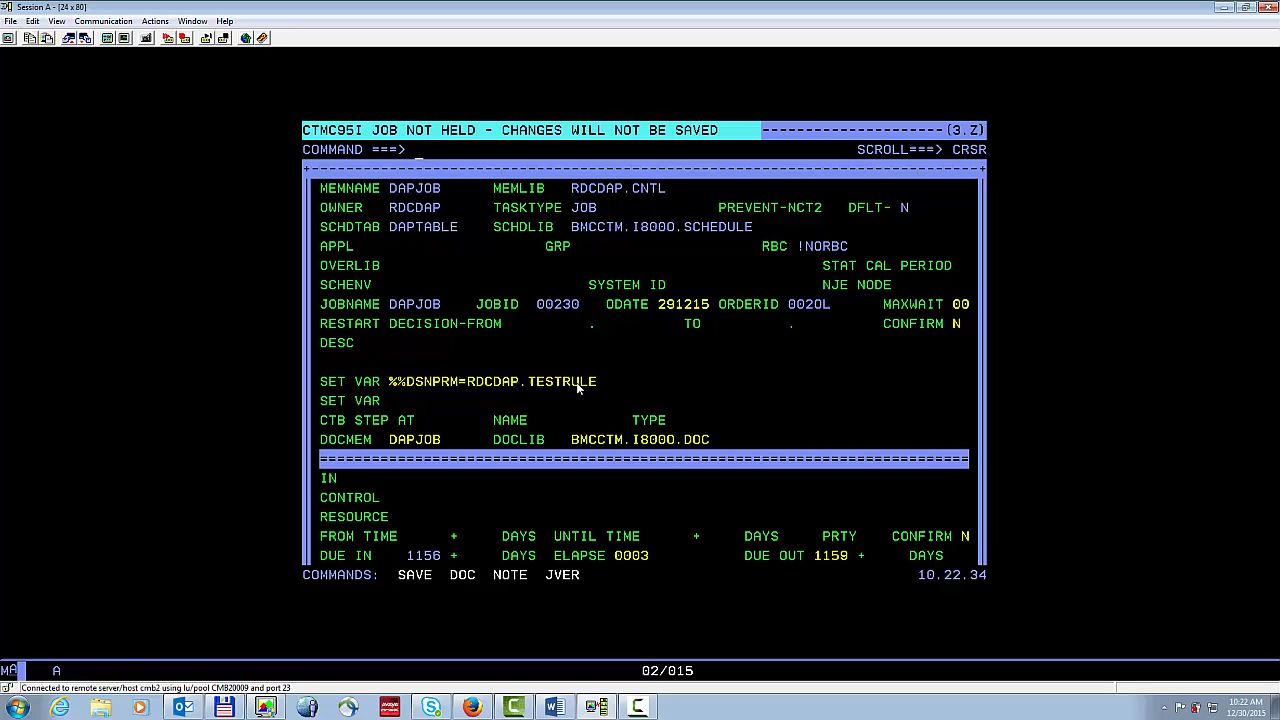 Session A - [24 x 80]
File Edit View Communication Actions Window Help
CTMC95I JOB NOT HELD - CHANGES WILL NOT BE SAVED ---------------------(3.Z)
COMMAND ===> SCROLL===> CRSR
+-----------------------------------------------------------------------------+
MEMNAME DAPJOB MEMLIB RDCDAP.CNTL
OWNER RDCDAP TASKTYPE JOB PREVENT-NCT2 DFLT- N
SCHDTAB DAPTABLE SCHDLIB BMCCTM.I800O.SCHEDULE
APPL GRP RBC !NORBC
OVERLIB STAT CAL PERIOD
SCHENV SYSTEM ID NJE NODE
JOBNAME DAPJOB JOBID 00230 ODATE 291215 ORDERID 002OL MAXWAIT 00
RESTART DECISION-FROM . TO . CONFIRM N
DESC
SET VAR %%DSNPRM=RDCDAP.TESTRULE
SET VAR
CTB STEP AT NAME TYPE
DOCMEM DAPJOB DOCLIB BMCCTM.I800O.DOC
===========================================================================
IN
CONTROL
RESOURCE
FROM TIME + DAYS UNTIL TIME + DAYS PRTY CONFIRM N
DUE IN 1156 + DAYS ELAPSE 0003 DUE OUT 1159 + DAYS
COMMANDS: SAVE DOC NOTE JVER 10.22.34
MA A 02/015
Connected to remote server/host cmb2 using lu/pool CMB20009 and port 23
10:22 AM
12/30/2015